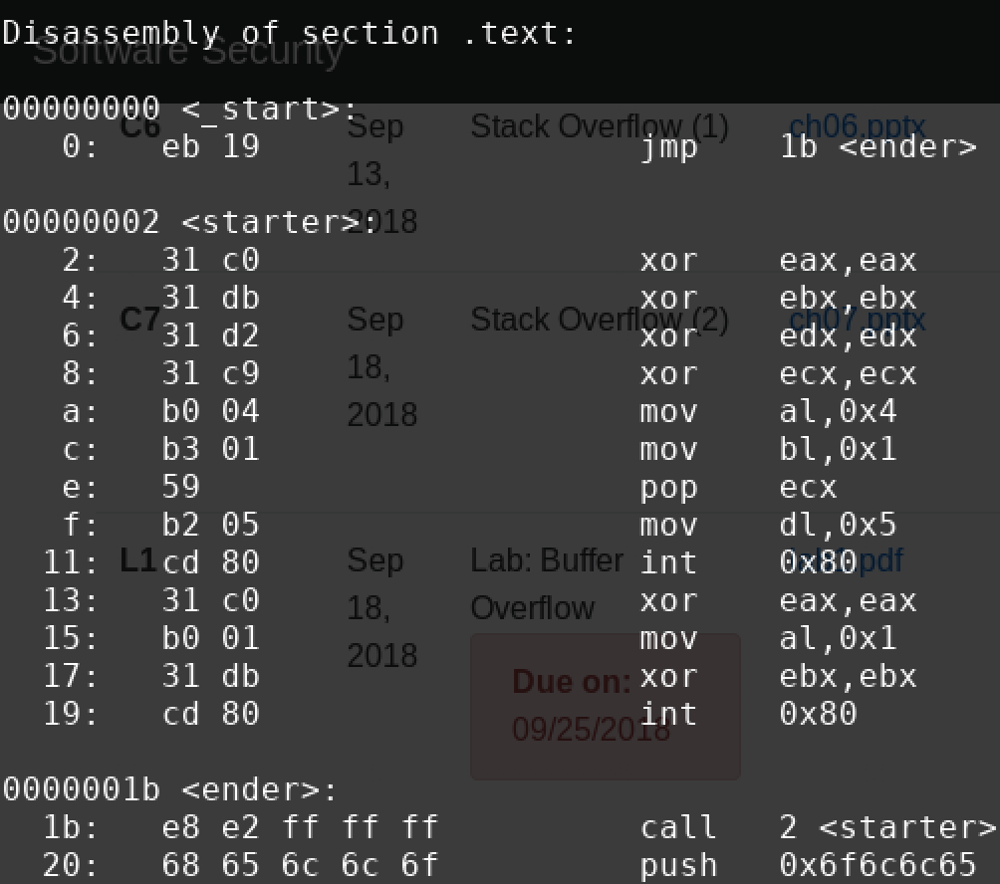 Disassembly of section .text:
Software Security
00000000 <_start>:
0: eb 19 jmp 1b <ender>
00000002 <starter>:
2: 31 c0 xor eax,eax
4: 31 db xor ebx,ebx
6: 31 d2 xor edx,edx
8: 31 c9 xor ecx,ecx
a: b0 04 mov al,0x4
c: b3 01 mov bl,0x1
e: 59 pop ecx
f: b2 05 mov dl,0x5
11: cd 80 int 0x80
13: 31 c0 xor eax,eax
15: b0 01 mov al,0x1
17: 31 db xor ebx,ebx
19: cd 80 int 0x80
0000001b <ender>:
1b: e8 e2 ff ff ff call 2 <starter>
20: 68 65 6c 6c 6f push 0x6f6c6c65
C6 Sep 13, 2018 Stack Overflow (1) ch06.pptx
C7 Sep 18, 2018 Stack Overflow (2) ch07.pptx
L1 Sep 18, 2018 Lab: Buffer Overflow
Due on:
09/25/2018